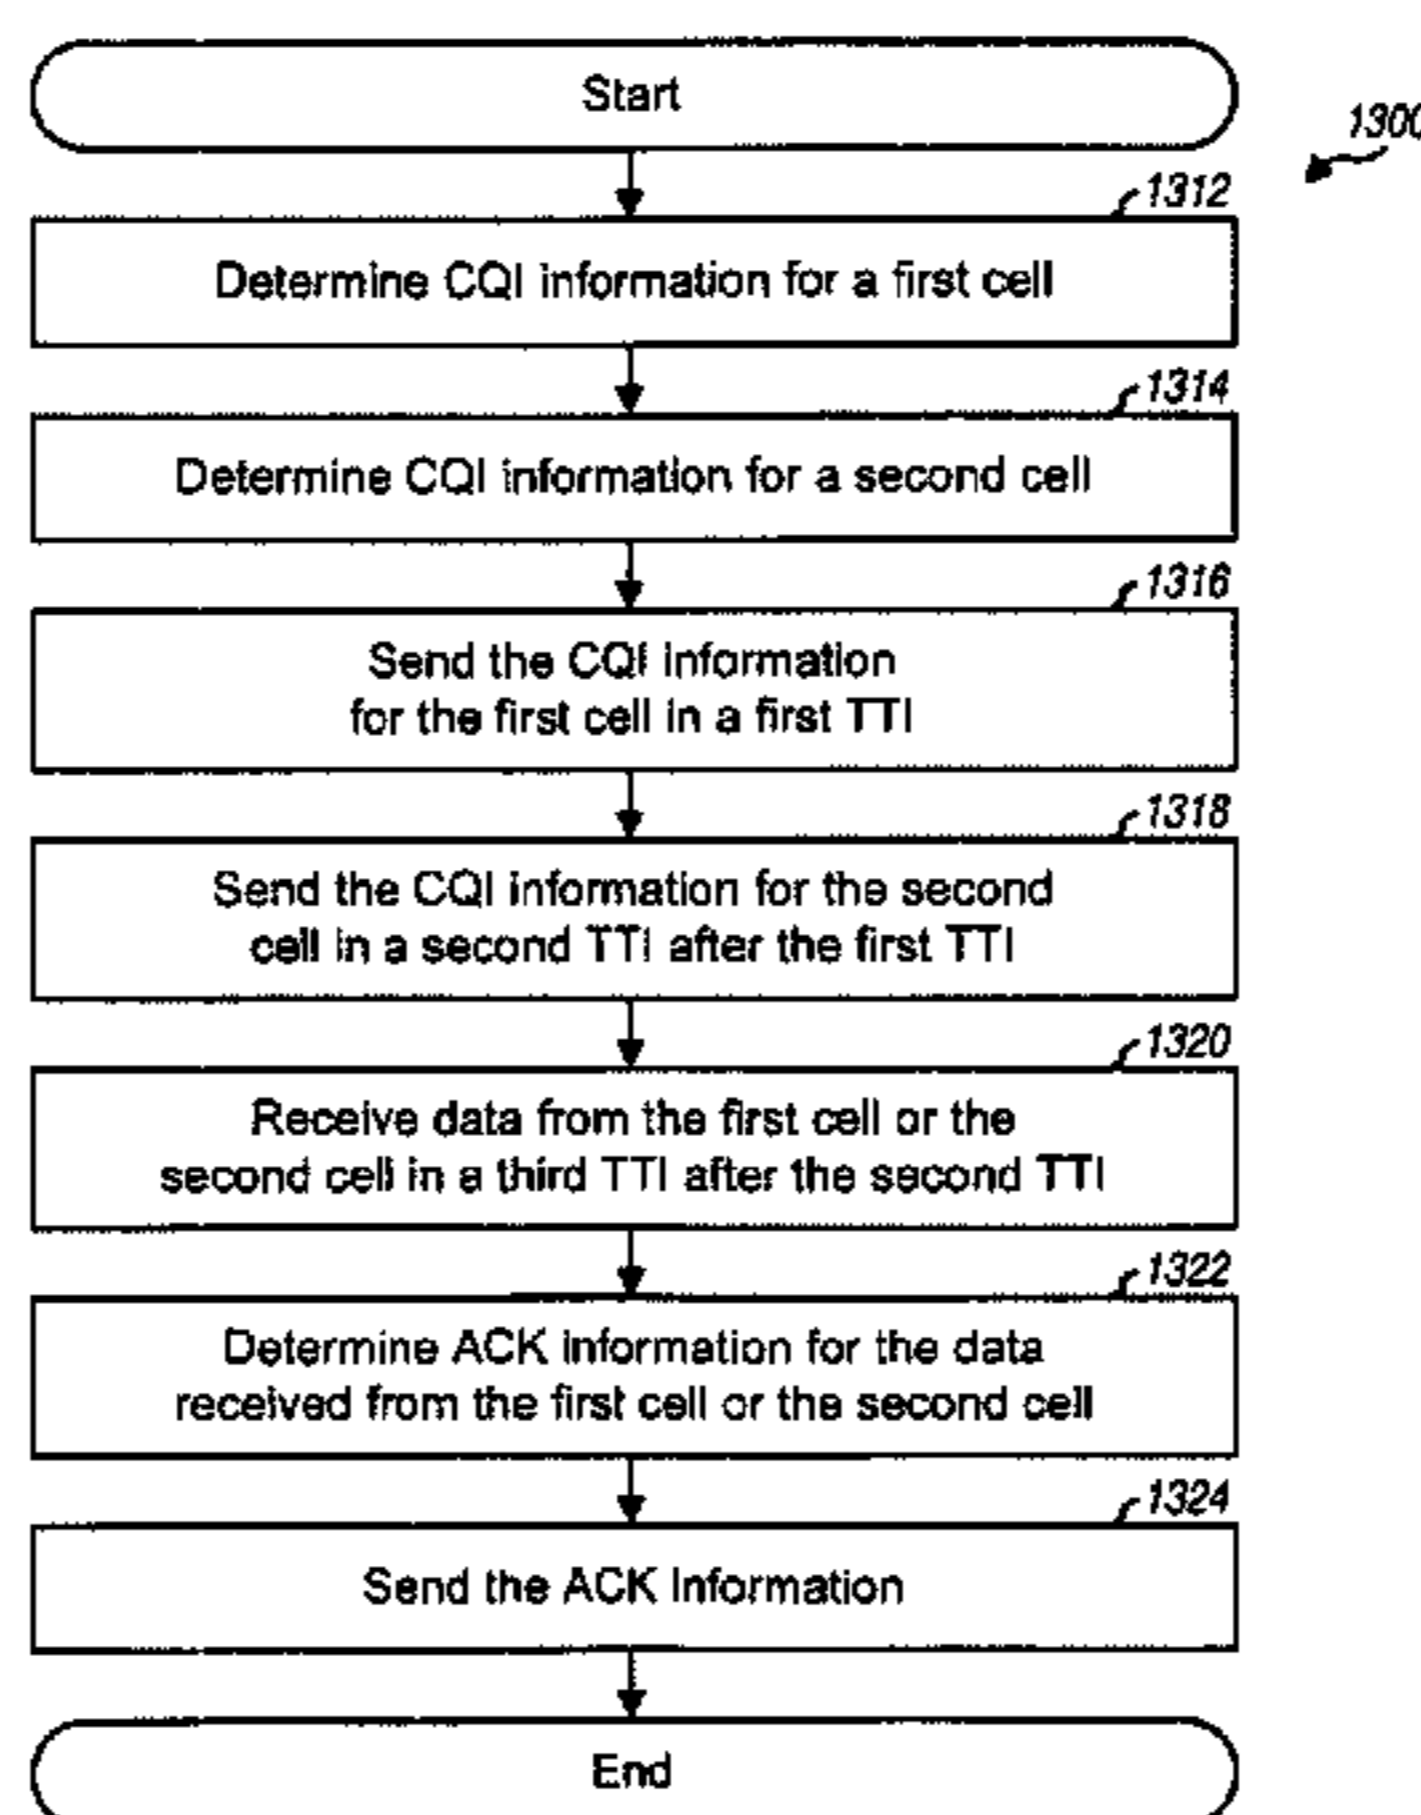 Start
1300
1312
Determine CQI information for a first cell
1314
Determine CQI information for a second cell
1316
Send the CQI information
for the first cell in a first TTI
1318
Send the CQI information for the second
cell in a second TTI after the first TTI
1320
Receive data from the first cell or the
second cell in a third TTI after the second TTI
1322
Determine ACK information for the data
received from the first cell or the second cell
1324
Send the ACK Information
End